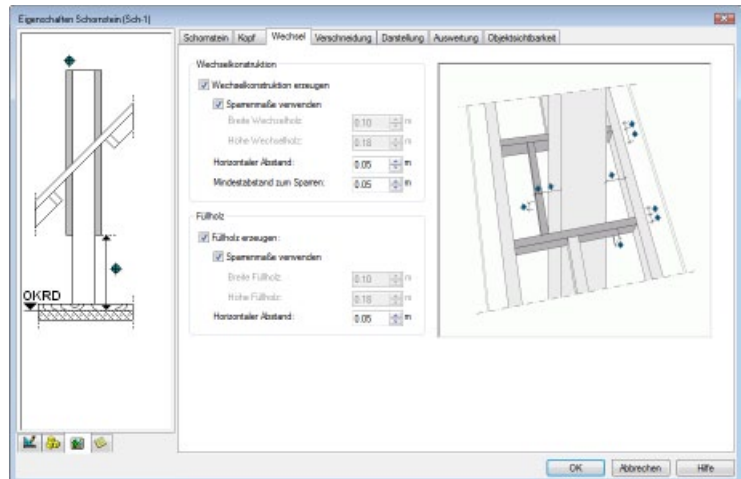 Eigenschaften Schornstein (Sch-1)
Schornstein Kopf Wechsel Verschneidung Darstellung Auswertung Objektsichtbarkeit
Wechselkonstruktion
Wechselkonstruktion erzeugen
Sparrenmaße verwenden
Breite Wechselholz: 0.10 m
Höhe Wechselholz: 0.18 m
Horizontaler Abstand: 0.05 m
Mindestabstand zum Sparren: 0.05 m
Füllholz
Füllholz erzeugen:
Sparrenmaße verwenden
Breite Füllholz: 0.10 m
Höhe Füllholz: 0.18 m
Horizontaler Abstand: 0.05 m
OKRD
OK Abbrechen Hilfe